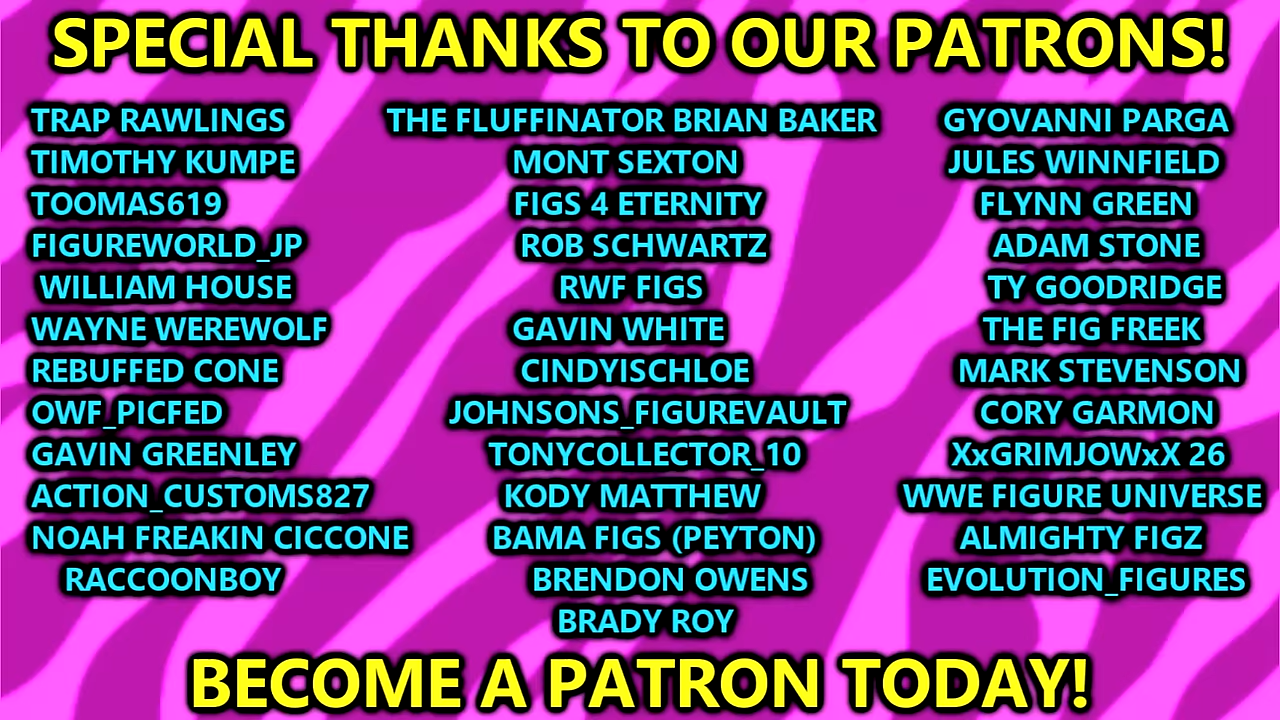 SPECIAL THANKS TO OUR PATRONS!
TRAP RAWLINGS
TIMOTHY KUMPE
TOOMAS619
FIGUREWORLD_JP
WILLIAM HOUSE
WAYNE WEREWOLF
REBUFFED CONE
OWF_PICFED
GAVIN GREENLEY
ACTION_CUSTOMS827
NOAH FREAKIN CICCONE
RACCOONBOY
THE FLUFFINATOR BRIAN BAKER
MONT SEXTON
FIGS 4 ETERNITY
ROB SCHWARTZ
RWF FIGS
GAVIN WHITE
CINDYISCHLOE
JOHNSONS_FIGUREVAULT
TONYCOLLECTOR_10
KODY MATTHEW
BAMA FIGS (PEYTON)
BRENDON OWENS
BRADY ROY
GYOVANNI PARGA
JULES WINNFIELD
FLYNN GREEN
ADAM STONE
TY GOODRIDGE
THE FIG FREEK
MARK STEVENSON
CORY GARMON
XxGRIMJOWxX 26
WWE FIGURE UNIVERSE
ALMIGHTY FIGZ
EVOLUTION_FIGURES
BECOME A PATRON TODAY!